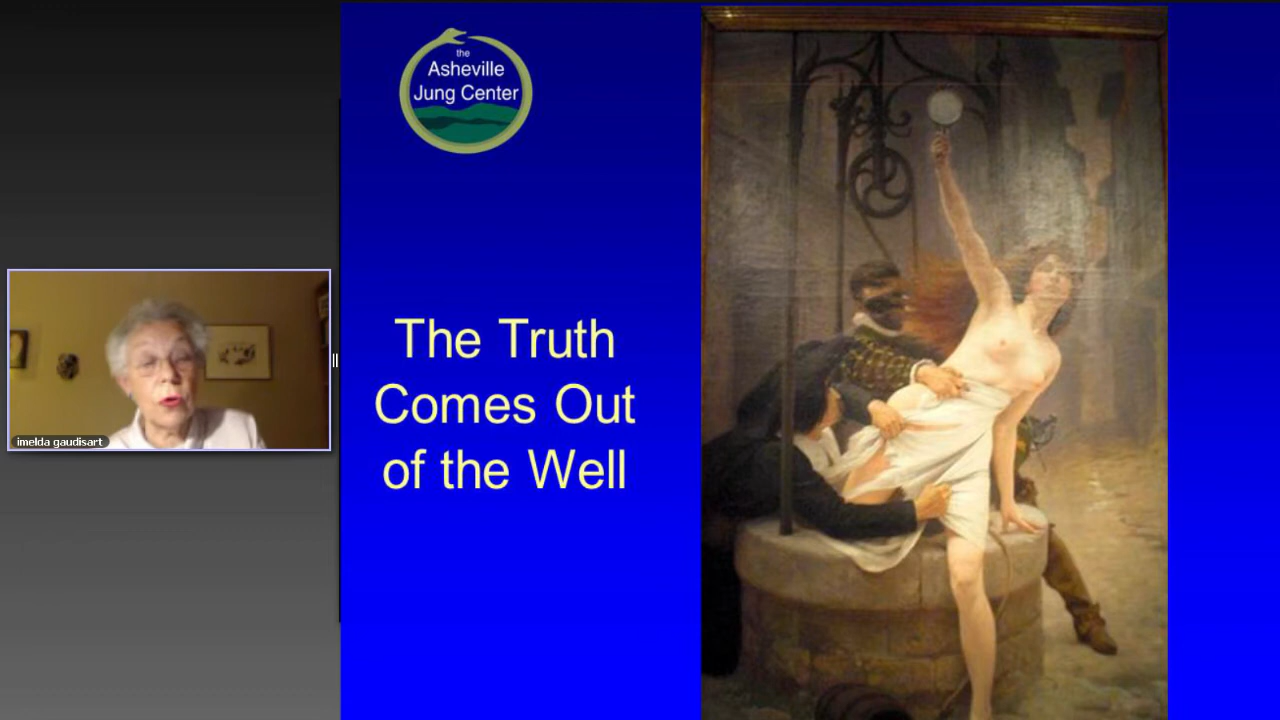 the
Asheville
Jung Center
The Truth
Comes Out
of the Well
imelda gaudisart